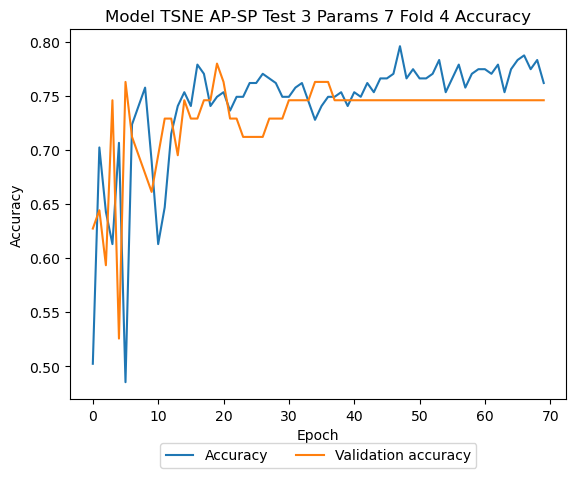 Model TSNE AP-SP Test 3 Params 7 Fold 4 Accuracy
0.80
0.75
0.70
0.65
0.60
0.55
0.50
Accuracy
0 10 20 30 40 50 60 70
Epoch
Accuracy Validation accuracy